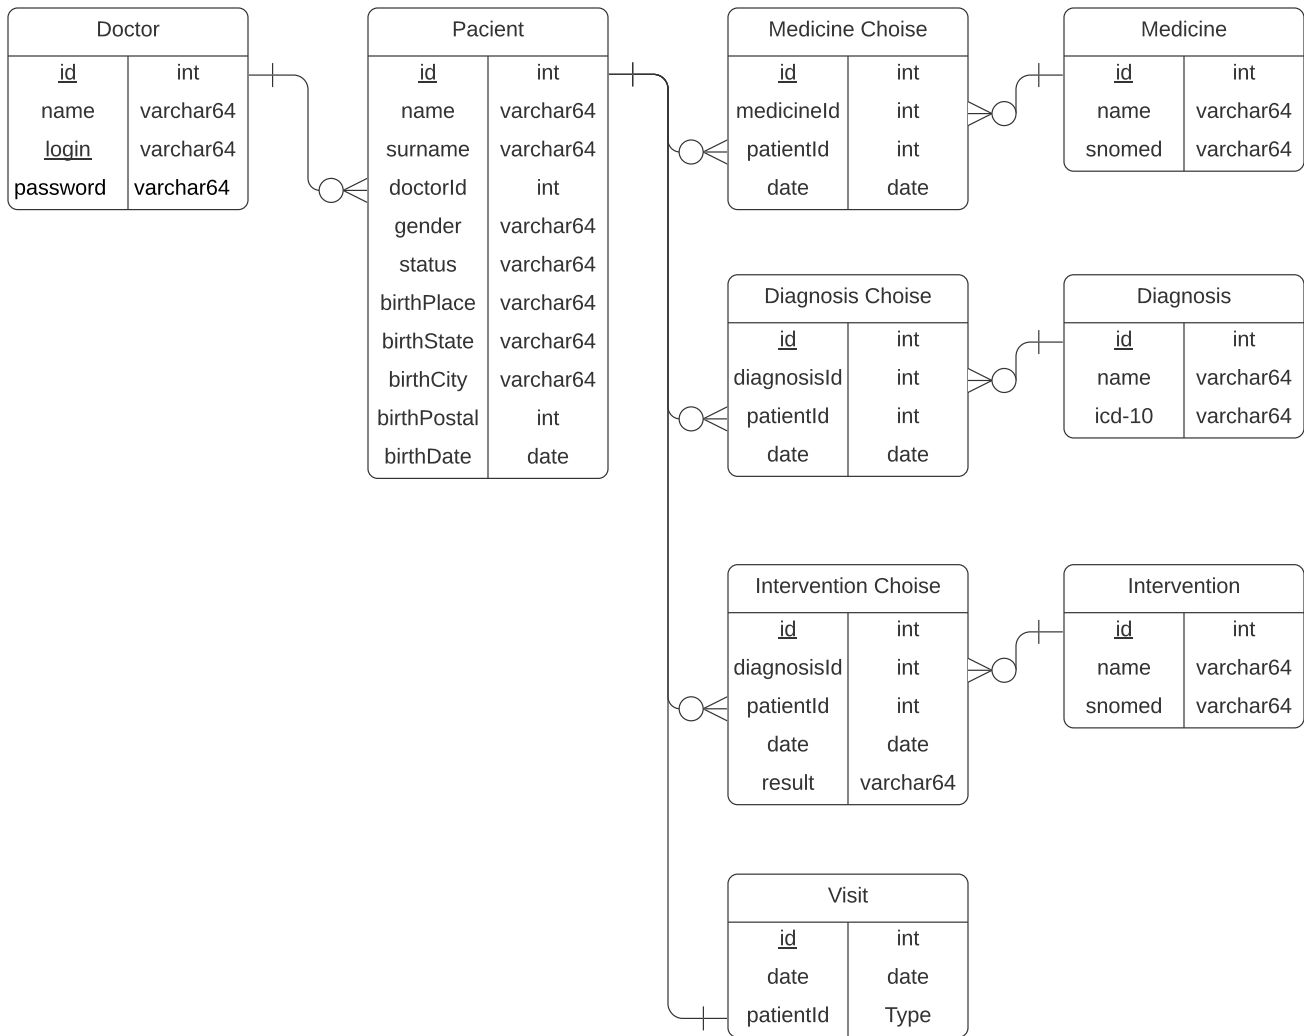 Doctor
id int
name varchar64
login varchar64
password varchar64
Pacient
id int
name varchar64
surname varchar64
doctorId int
gender varchar64
status varchar64
birthPlace varchar64
birthState varchar64
birthCity varchar64
birthPostal int
birthDate date
Medicine Choise
id int
medicineId int
patientId int
date date
Medicine
id int
name varchar64
snomed varchar64
Diagnosis Choise
id int
diagnosisId int
patientId int
date date
Diagnosis
id int
name varchar64
icd-10 varchar64
Intervention Choise
id int
diagnosisId int
patientId int
date date
result varchar64
Intervention
id int
name varchar64
snomed varchar64
Visit
id int
date date
patientId Type